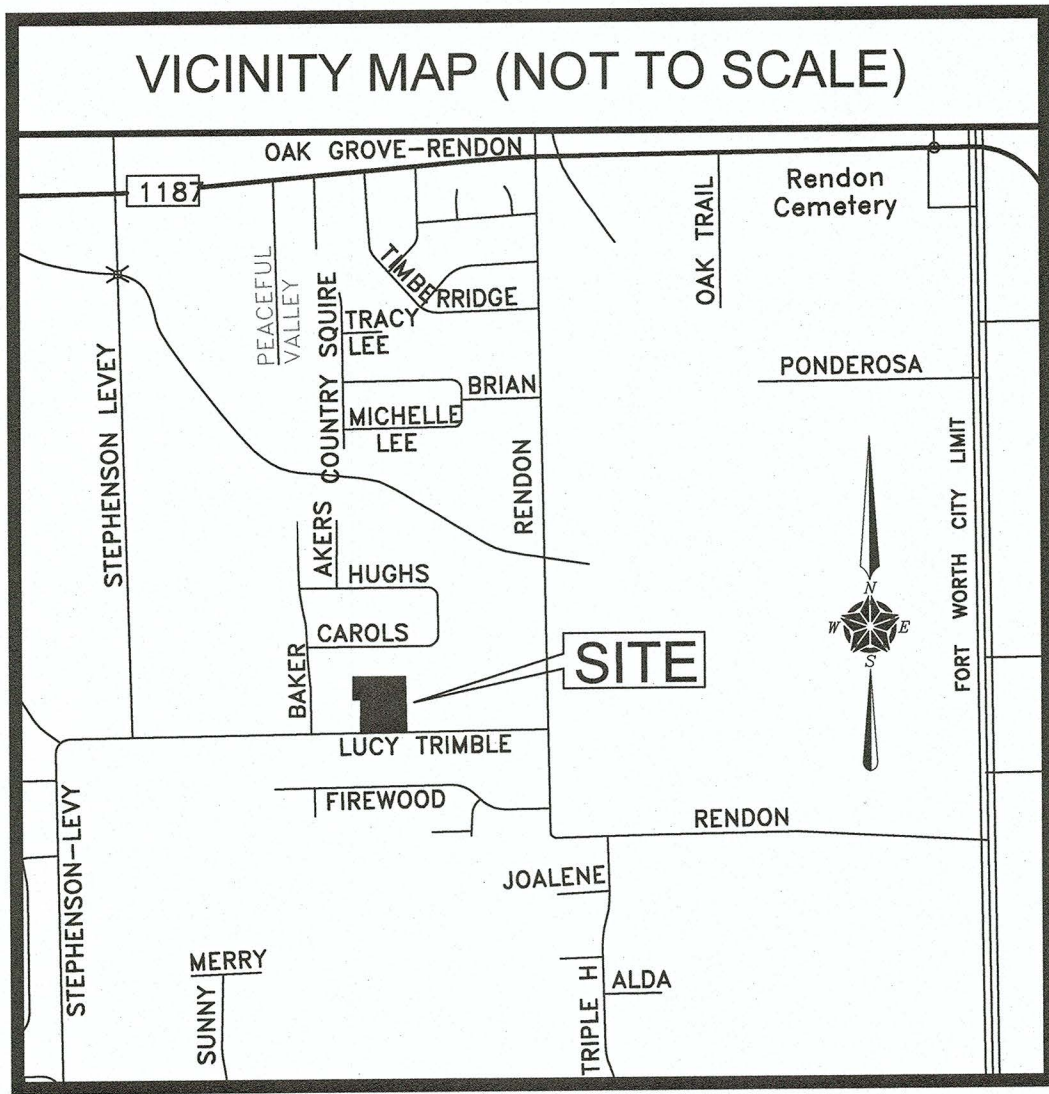 VICINITY MAP (NOT TO SCALE)
OAK GROVE-RENDON
1187
Rendon
Cemetery
OAK TRAIL
PEACEFUL
VALLEY
TIMBERRIDGE
COUNTRY SQUIRE
TRACY
LEE
STEPHENSON LEVEY
PONDEROSA
BRIAN
MICHELLE
LEE
RENDON
FORT WORTH CITY LIMIT
AKERS
HUGHS
CAROLS
BAKER
SITE
N
W
E
S
LUCY TRIMBLE
FIREWOOD
RENDON
STEPHENSON-LEVY
JOALENE
MERRY
SUNNY
TRIPLE H
ALDA